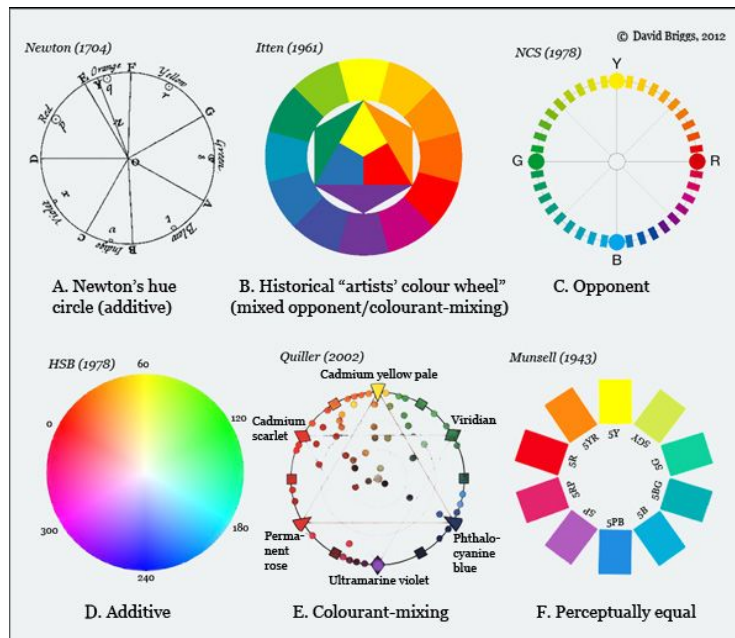 © David Briggs, 2012
Newton (1704)
Orange
F
Yellow
E
q
r
Red
p
G
N
D
O
Green
s
A
x
t
Violet
Blew
C
v
Indigo
B
A. Newton's hue
circle (additive)
Itten (1961)
B. Historical "artists' colour wheel"
(mixed opponent/colourant-mixing)
NCS (1978)
Y
G
R
B
C. Opponent
HSB (1978)
60
0
120
300
180
240
D. Additive
Quiller (2002)
Cadmium yellow pale
Cadmium
scarlet
Viridian
Perma-
nent
rose
Phthalo-
cyanine
blue
Ultramarine violet
E. Colourant-mixing
Munsell (1943)
5Y
5YR
5GY
5R
5G
5RP
5BG
5P
5B
5PB
F. Perceptually equal